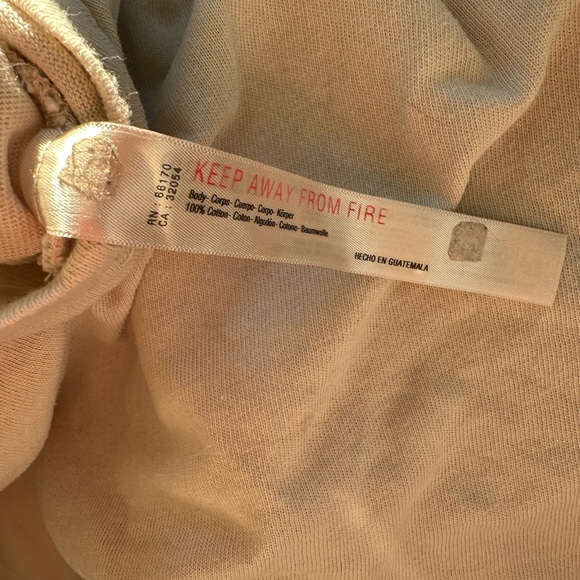 RN : 66170
CA : 32054
KEEP AWAY FROM FIRE
Body- Corps- Cuerpo- Corpo- Körper
100% Cotton- Coton- Algodón- Cotone- Baumwolle
HECHO EN GUATEMALA